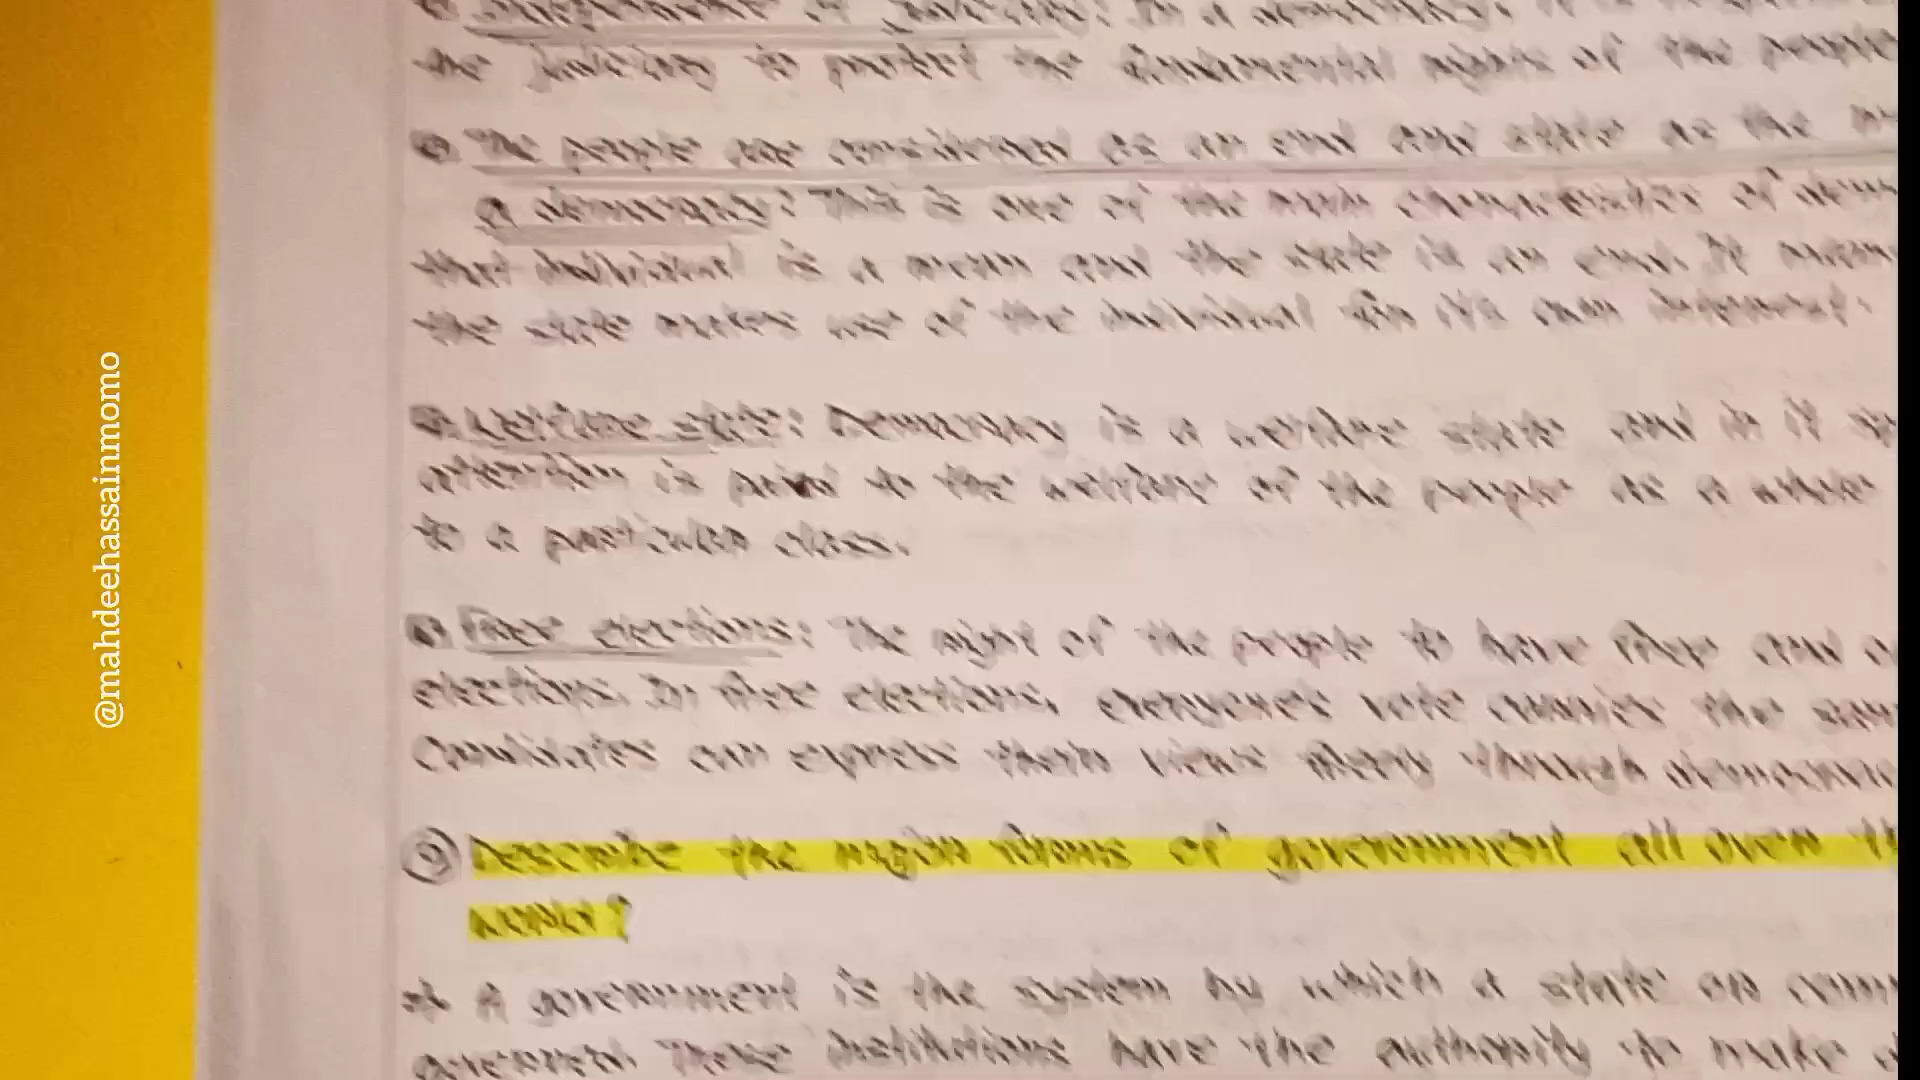 Independence of judiciary: In a democracy, it is
the judiciary to protect the fundamental rights of the people
The people are considered as an end and state as the
a democracy: This is one of the main characteristics of
that individual is a mean and the state is an end. It
the state makes use of the individual for it's own interest.
Welfare state: Democracy is a welfare state and in it
attention is paid to the welfare of the people as a whole
to a particular class.
Free elections: The right of the people to have free and
elections. In free elections, everyone's vote carries the
Candidates can express their views freely through
9 Describe the major forms of government all over
world?
A government is the system by which a state or
governed. These institutions have the authority to make
@mahdeehassainmomo